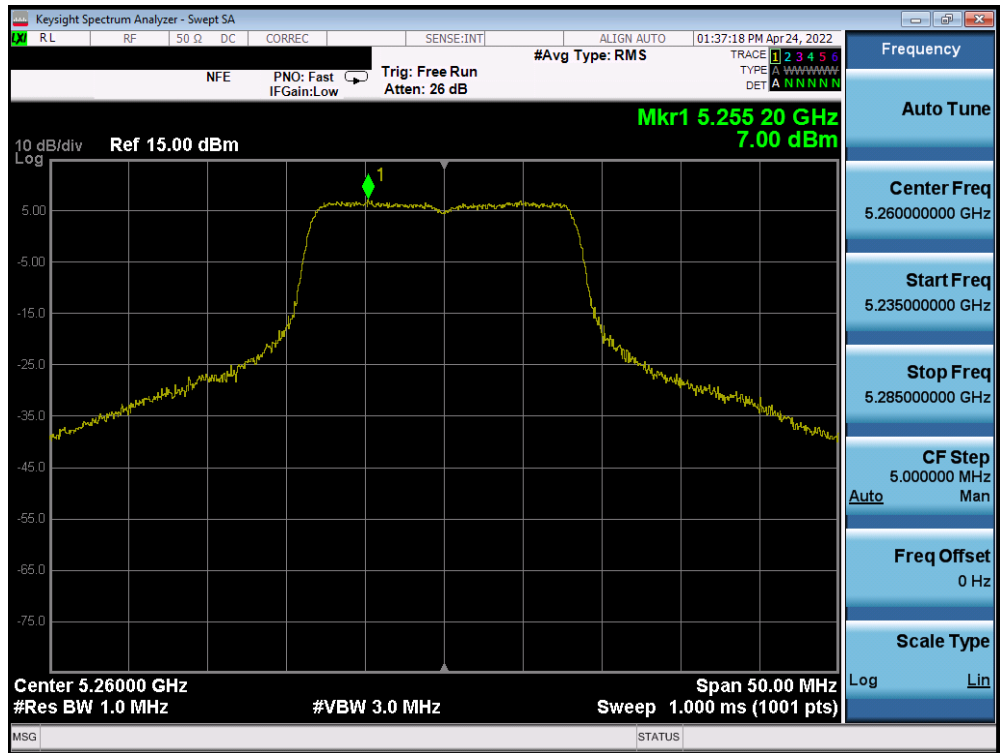 Keysight Spectrum Analyzer - Swept SA
LXI RL RF 50 Ω DC CORREC SENSE:INT ALIGN AUTO 01:37:18 PM Apr 24, 2022
#Avg Type: RMS TRACE 1 2 3 4 5 6
NFE PNO: Fast Trig: Free Run TYPE A WWWWW
IFGain:Low Atten: 26 dB DET A N N N N N
Mkr1 5.255 20 GHz
7.00 dBm
10 dB/div Ref 15.00 dBm
Log
1
5.00
-5.00
-15.0
-25.0
-35.0
-45.0
-55.0
-65.0
-75.0
Center 5.26000 GHz Span 50.00 MHz
#Res BW 1.0 MHz #VBW 3.0 MHz Sweep 1.000 ms (1001 pts)
MSG STATUS
Frequency
Auto Tune
Center Freq
5.260000000 GHz
Start Freq
5.235000000 GHz
Stop Freq
5.285000000 GHz
CF Step
5.000000 MHz
Auto Man
Freq Offset
0 Hz
Scale Type
Log Lin